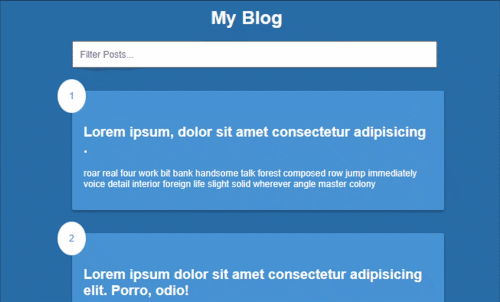 My Blog
Filter Posts...
1
Lorem ipsum, dolor sit amet consectetur adipisicing
.
roar real four work bit bank handsome talk forest composed row jump immediately
voice detail interior foreign life slight solid wherever angle master colony
2
Lorem ipsum dolor sit amet consectetur adipisicing
elit. Porro, odio!